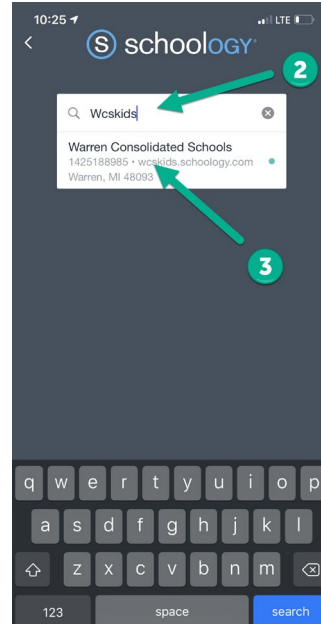 10:25
LTE
S schoology
2
Wcskids
Warren Consolidated Schools
1425188985 • wcskids.schoology.com
Warren, MI 48093
3
q w e r t y u i o p
a s d f g h j k l
z x c v b n m
123 space search